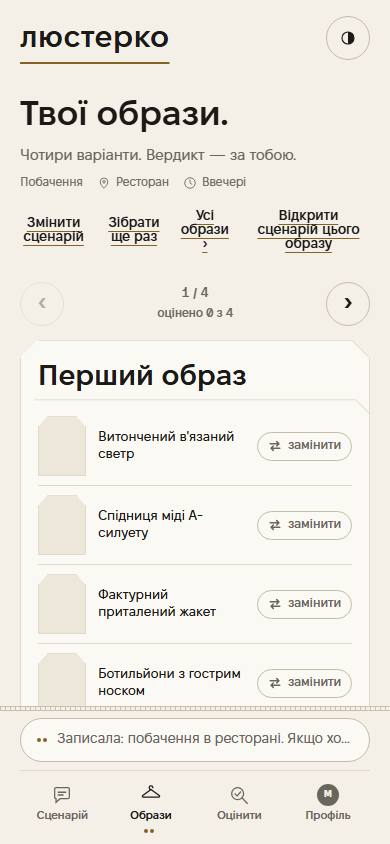 люстерко
Твої образи.
Чотири варіанти. Вердикт — за тобою.
Побачення Ресторан Ввечері
Змінити сценарій
Зібрати ще раз
Усі образи ›
Відкрити сценарій цього образу
‹
1 / 4
оцінено 0 з 4
›
Перший образ
Витончений в'язаний светр
замінити
Спідниця міді А-силуету
замінити
Фактурний приталений жакет
замінити
Ботильйони з гострим носком
замінити
Записала: побачення в ресторані. Якщо хо...
Сценарій
Образи
Оцінити
М
Профіль